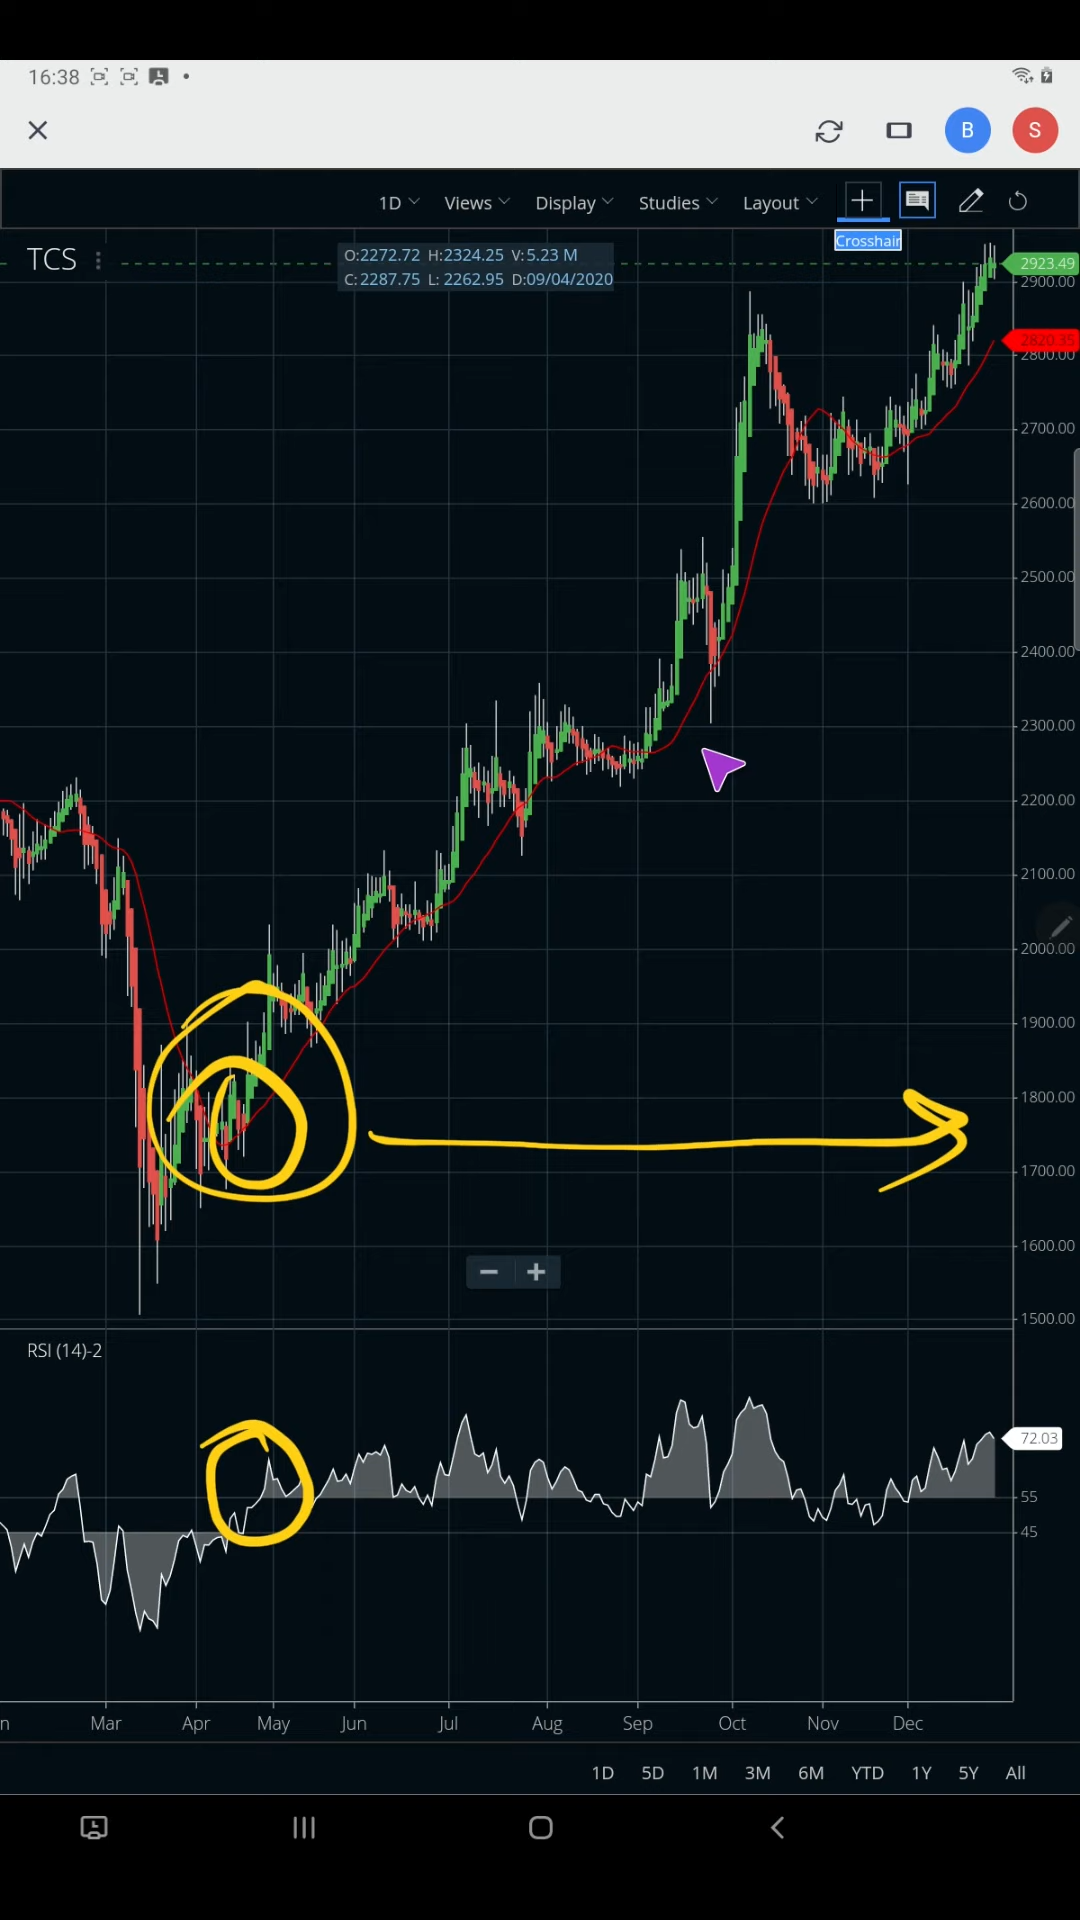 16:38
B S
1D Views Display Studies Layout
Crosshair
TCS
O:2272.72 H:2324.25 V:5.23 M
C:2287.75 L: 2262.95 D:09/04/2020
2923.49
2900.00
2820.35
2800.00
2700.00
2600.00
2500.00
2400.00
2300.00
2200.00
2100.00
2000.00
1900.00
1800.00
1700.00
1600.00
1500.00
RSI (14)-2
72.03
55
45
n Mar Apr May Jun Jul Aug Sep Oct Nov Dec
1D 5D 1M 3M 6M YTD 1Y 5Y All